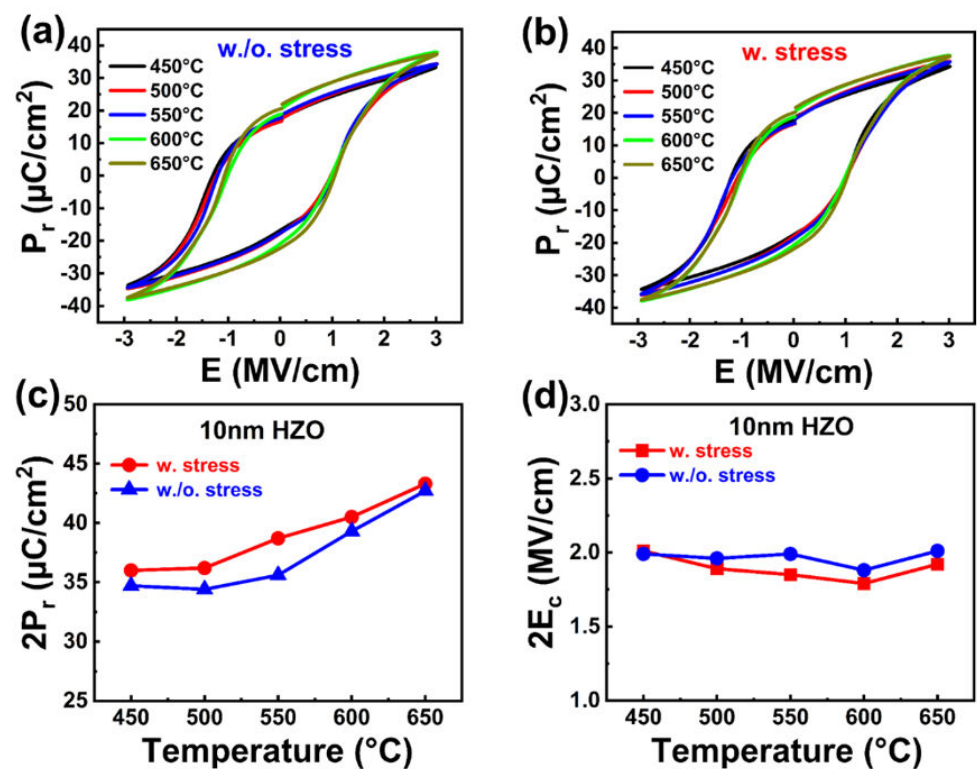 (a)
w./o. stress
450°C
500°C
550°C
600°C
650°C
40
30
20
10
0
-10
-20
-30
-40
-3 -2 -1 0 1 2 3
Pr (μC/cm²)
E (MV/cm)
(b)
w. stress
450°C
500°C
550°C
600°C
650°C
40
30
20
10
0
-10
-20
-30
-40
-3 -2 -1 0 1 2 3
Pr (μC/cm²)
E (MV/cm)
(c)
10nm HZO
w. stress
w./o. stress
50
45
40
35
30
25
450 500 550 600 650
2Pr (μC/cm²)
Temperature (°C)
(d)
10nm HZO
w. stress
w./o. stress
3.0
2.5
2.0
1.5
1.0
450 500 550 600 650
2Ec (MV/cm)
Temperature (°C)